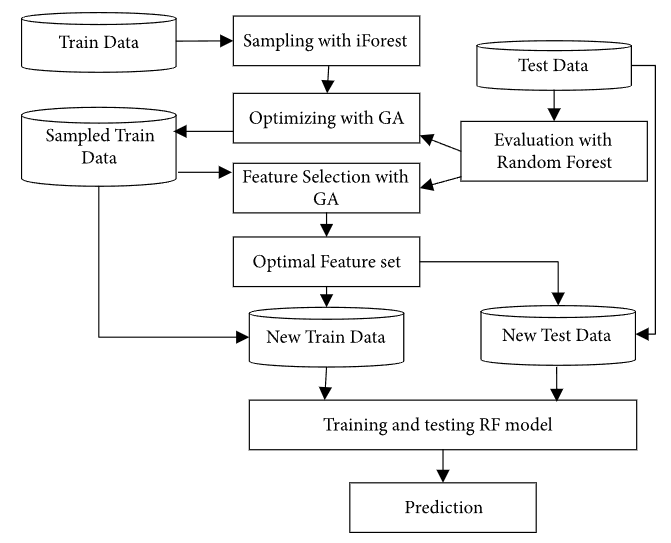 Train Data
Sampling with iForest
Test Data
Optimizing with GA
Sampled Train
Data
Evaluation with
Random Forest
Feature Selection with
GA
Optimal Feature set
New Train Data
New Test Data
Training and testing RF model
Prediction